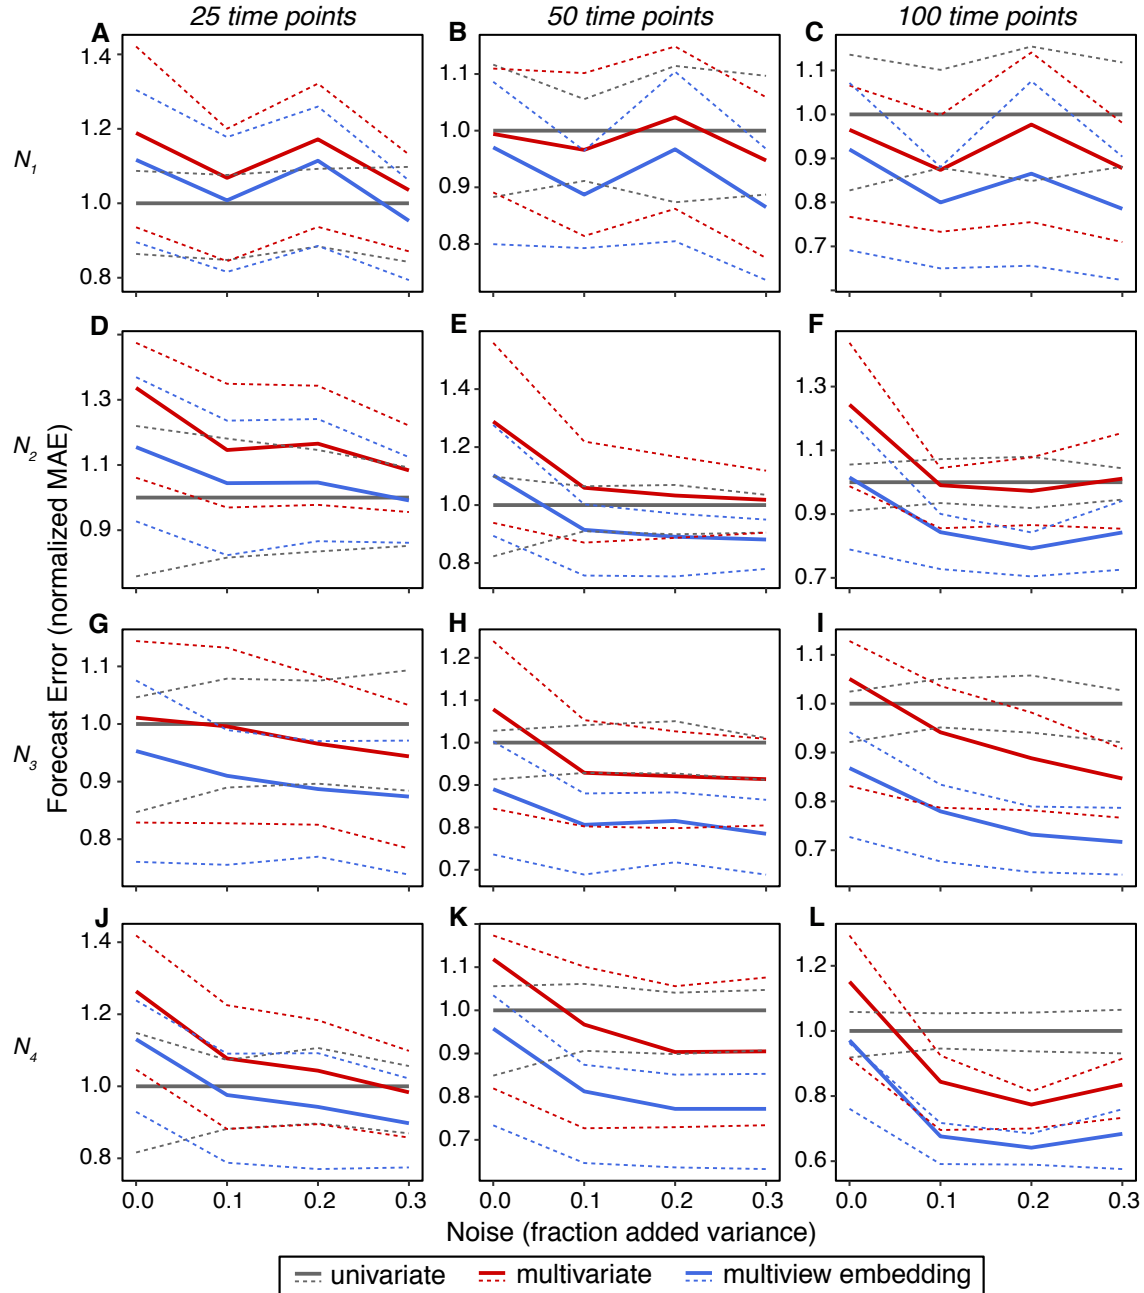 25 time points 50 time points 100 time points
A B C
N1
1.4 1.2 1.0 0.8
1.1 1.0 0.9 0.8
1.1 1.0 0.9 0.7
D E F
N2
1.3 1.1 0.9
1.4 1.2 1.0 0.8
1.3 1.1 0.9 0.7
Forecast Error (normalized MAE)
G H I
N3
1.1 1.0 0.9 0.8
1.2 1.1 1.0 0.9 0.8 0.7
1.1 1.0 0.9 0.8 0.7
J K L
N4
1.4 1.2 1.0 0.8
1.1 1.0 0.9 0.8 0.7
1.2 1.0 0.8 0.6
0.0 0.1 0.2 0.3 0.0 0.1 0.2 0.3 0.0 0.1 0.2 0.3
Noise (fraction added variance)
univariate multivariate multiview embedding